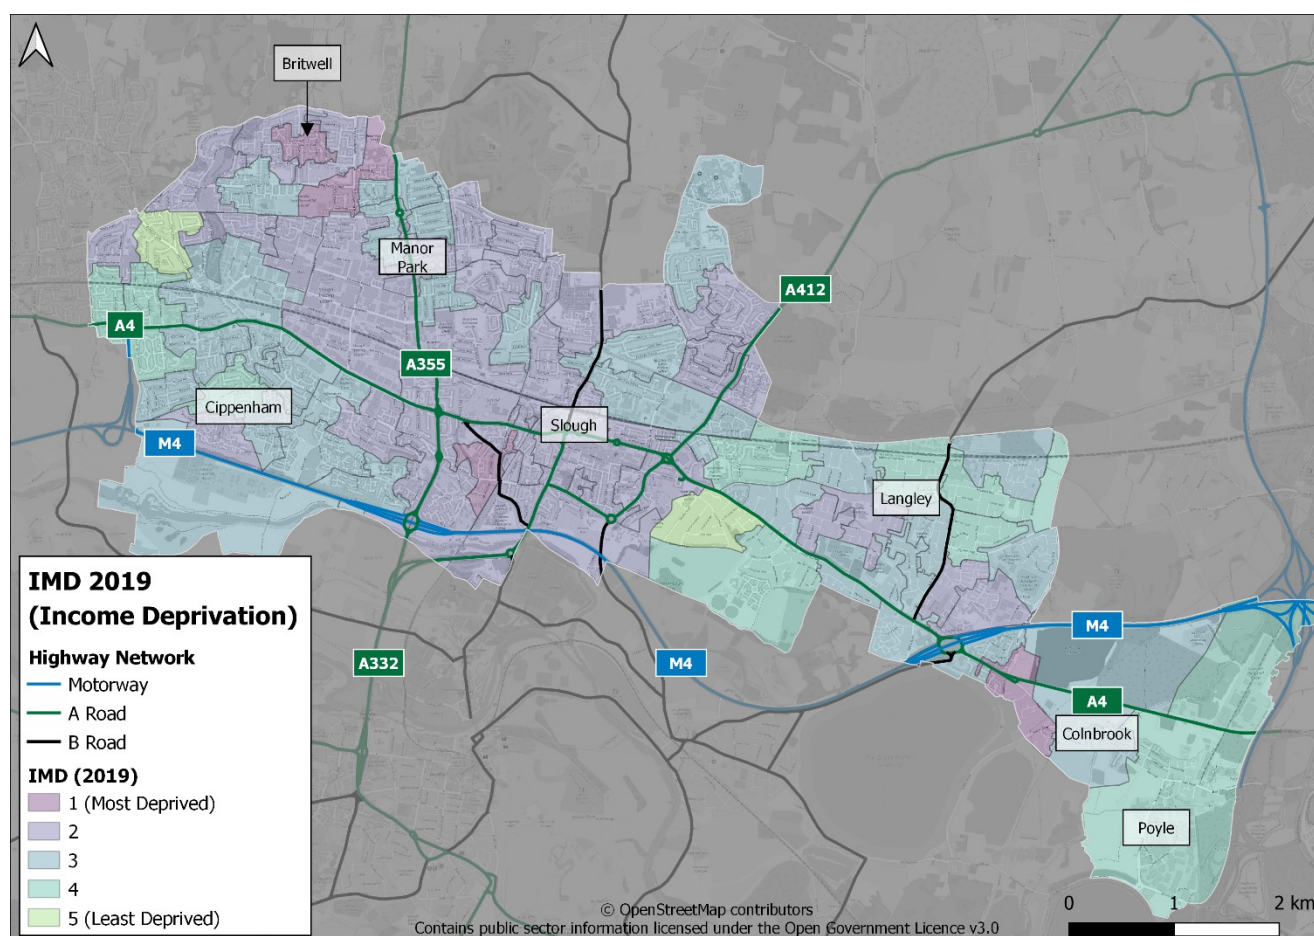 Britwell
A412
Manor
Park
A4
A355
Cippenham
Slough
M4
Langley
IMD 2019
(Income Deprivation)
Highway Network
Motorway
A Road
B Road
IMD (2019)
1 (Most Deprived)
2
3
4
5 (Least Deprived)
A332
M4
M4
A4
Colnbrook
Poyle
0 1 2 km
© OpenStreetMap contributors
Contains public sector information licensed under the Open Government Licence v3.0